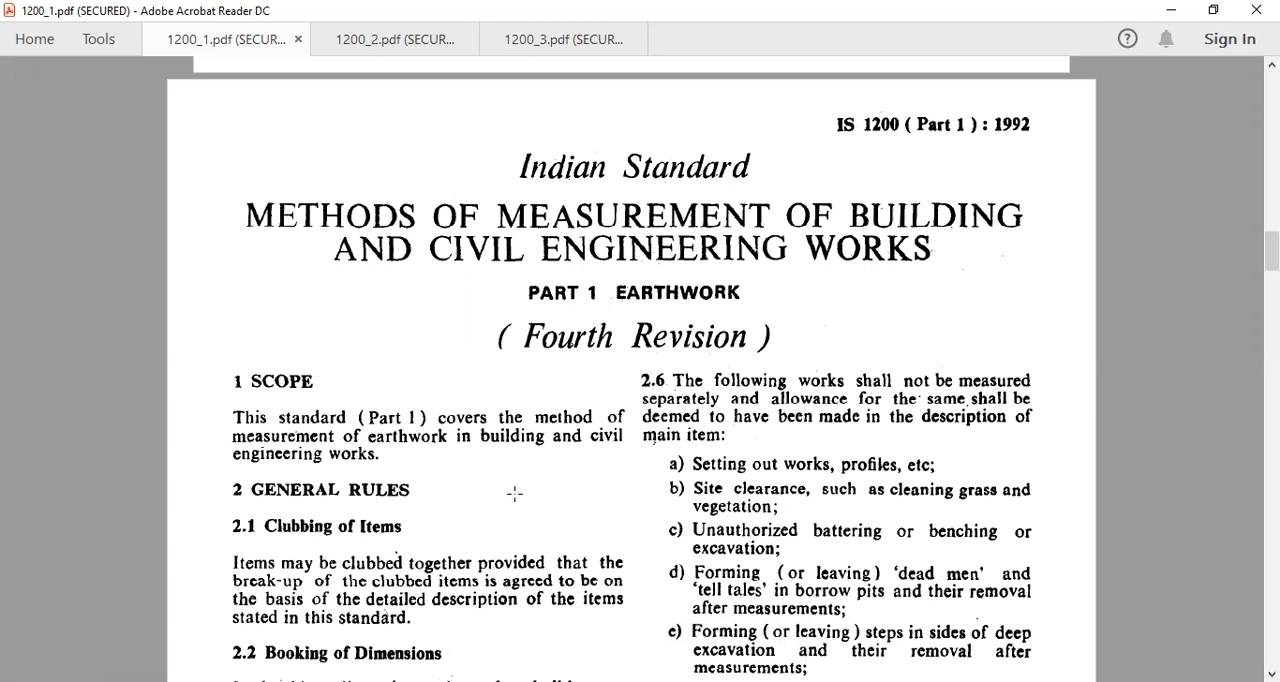 1200_1.pdf (SECURED) - Adobe Acrobat Reader DC
Home Tools 1200_1.pdf (SECUR... × 1200_2.pdf (SECUR... 1200_3.pdf (SECUR... ? Sign In
IS 1200 ( Part 1 ) : 1992
Indian Standard
METHODS OF MEASUREMENT OF BUILDING
AND CIVIL ENGINEERING WORKS
PART 1 EARTHWORK
( Fourth Revision )
1 SCOPE
This standard ( Part 1 ) covers the method of
measurement of earthwork in building and civil
engineering works.
2 GENERAL RULES
2.1 Clubbing of Items
Items may be clubbed together provided that the
break-up of the clubbed items is agreed to be on
the basis of the detailed description of the items
stated in this standard.
2.2 Booking of Dimensions
2.6 The following works shall not be measured
separately and allowance for the same shall be
deemed to have been made in the description of
main item:
a) Setting out works, profiles, etc;
b) Site clearance, such as cleaning grass and
vegetation;
c) Unauthorized battering or benching or
excavation;
d) Forming ( or leaving ) 'dead men' and
'tell tales' in borrow pits and their removal
after measurements;
e) Forming ( or leaving ) steps in sides of deep
excavation and their removal after
measurements;